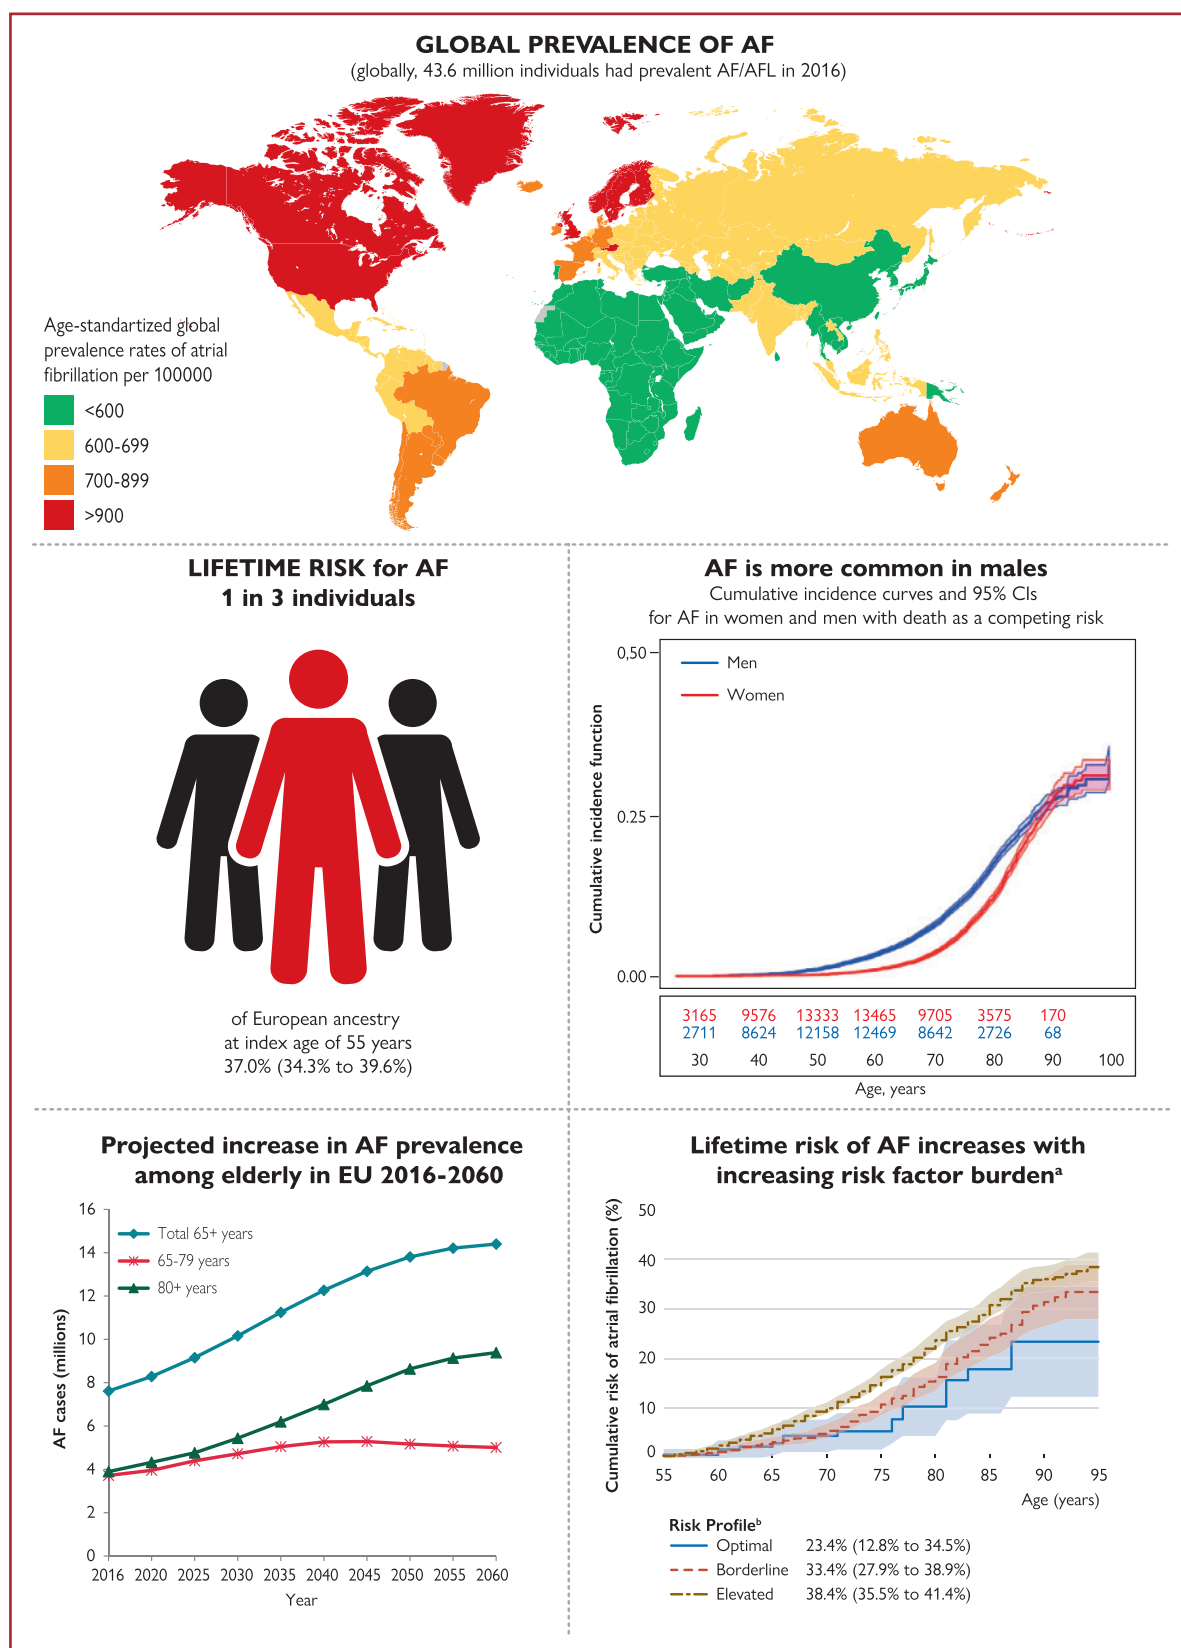 GLOBAL PREVALENCE OF AF
(globally, 43.6 million individuals had prevalent AF/AFL in 2016)
Age-standartized global
prevalence rates of atrial
fibrillation per 100000
<600
600-699
700-899
>900
LIFETIME RISK for AF
1 in 3 individuals
of European ancestry
at index age of 55 years
37.0% (34.3% to 39.6%)
AF is more common in males
Cumulative incidence curves and 95% CIs
for AF in women and men with death as a competing risk
Cumulative incidence function
0,50
0.25
0.00
Men
Women
3165 9576 13333 13465 9705 3575 170
2711 8624 12158 12469 8642 2726 68
30 40 50 60 70 80 90 100
Age, years
Projected increase in AF prevalence
among elderly in EU 2016-2060
AF cases (millions)
16
14
12
10
8
6
4
2
0
Total 65+ years
65-79 years
80+ years
2016 2020 2025 2030 2035 2040 2045 2050 2055 2060
Year
Lifetime risk of AF increases with
increasing risk factor burdenᵃ
Cumulative risk of atrial fibrillation (%)
50
40
30
20
10
0
55 60 65 70 75 80 85 90 95
Age (years)
Risk Profileᵇ
Optimal 23.4% (12.8% to 34.5%)
Borderline 33.4% (27.9% to 38.9%)
Elevated 38.4% (35.5% to 41.4%)